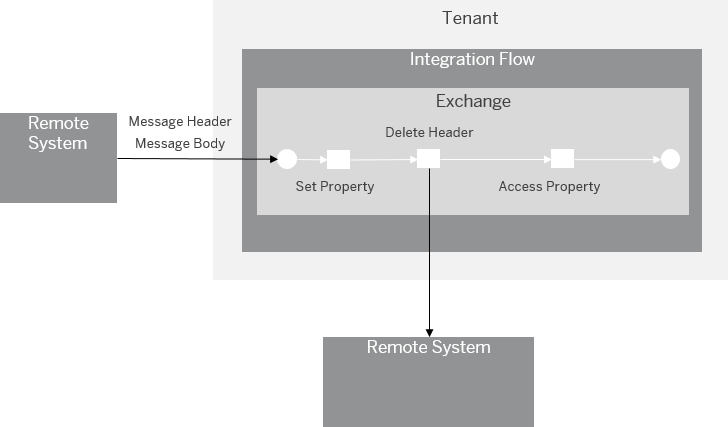 Tenant
Integration Flow
Exchange
Remote
System
Message Header
Message Body
Delete Header
Set Property
Access Property
Remote System